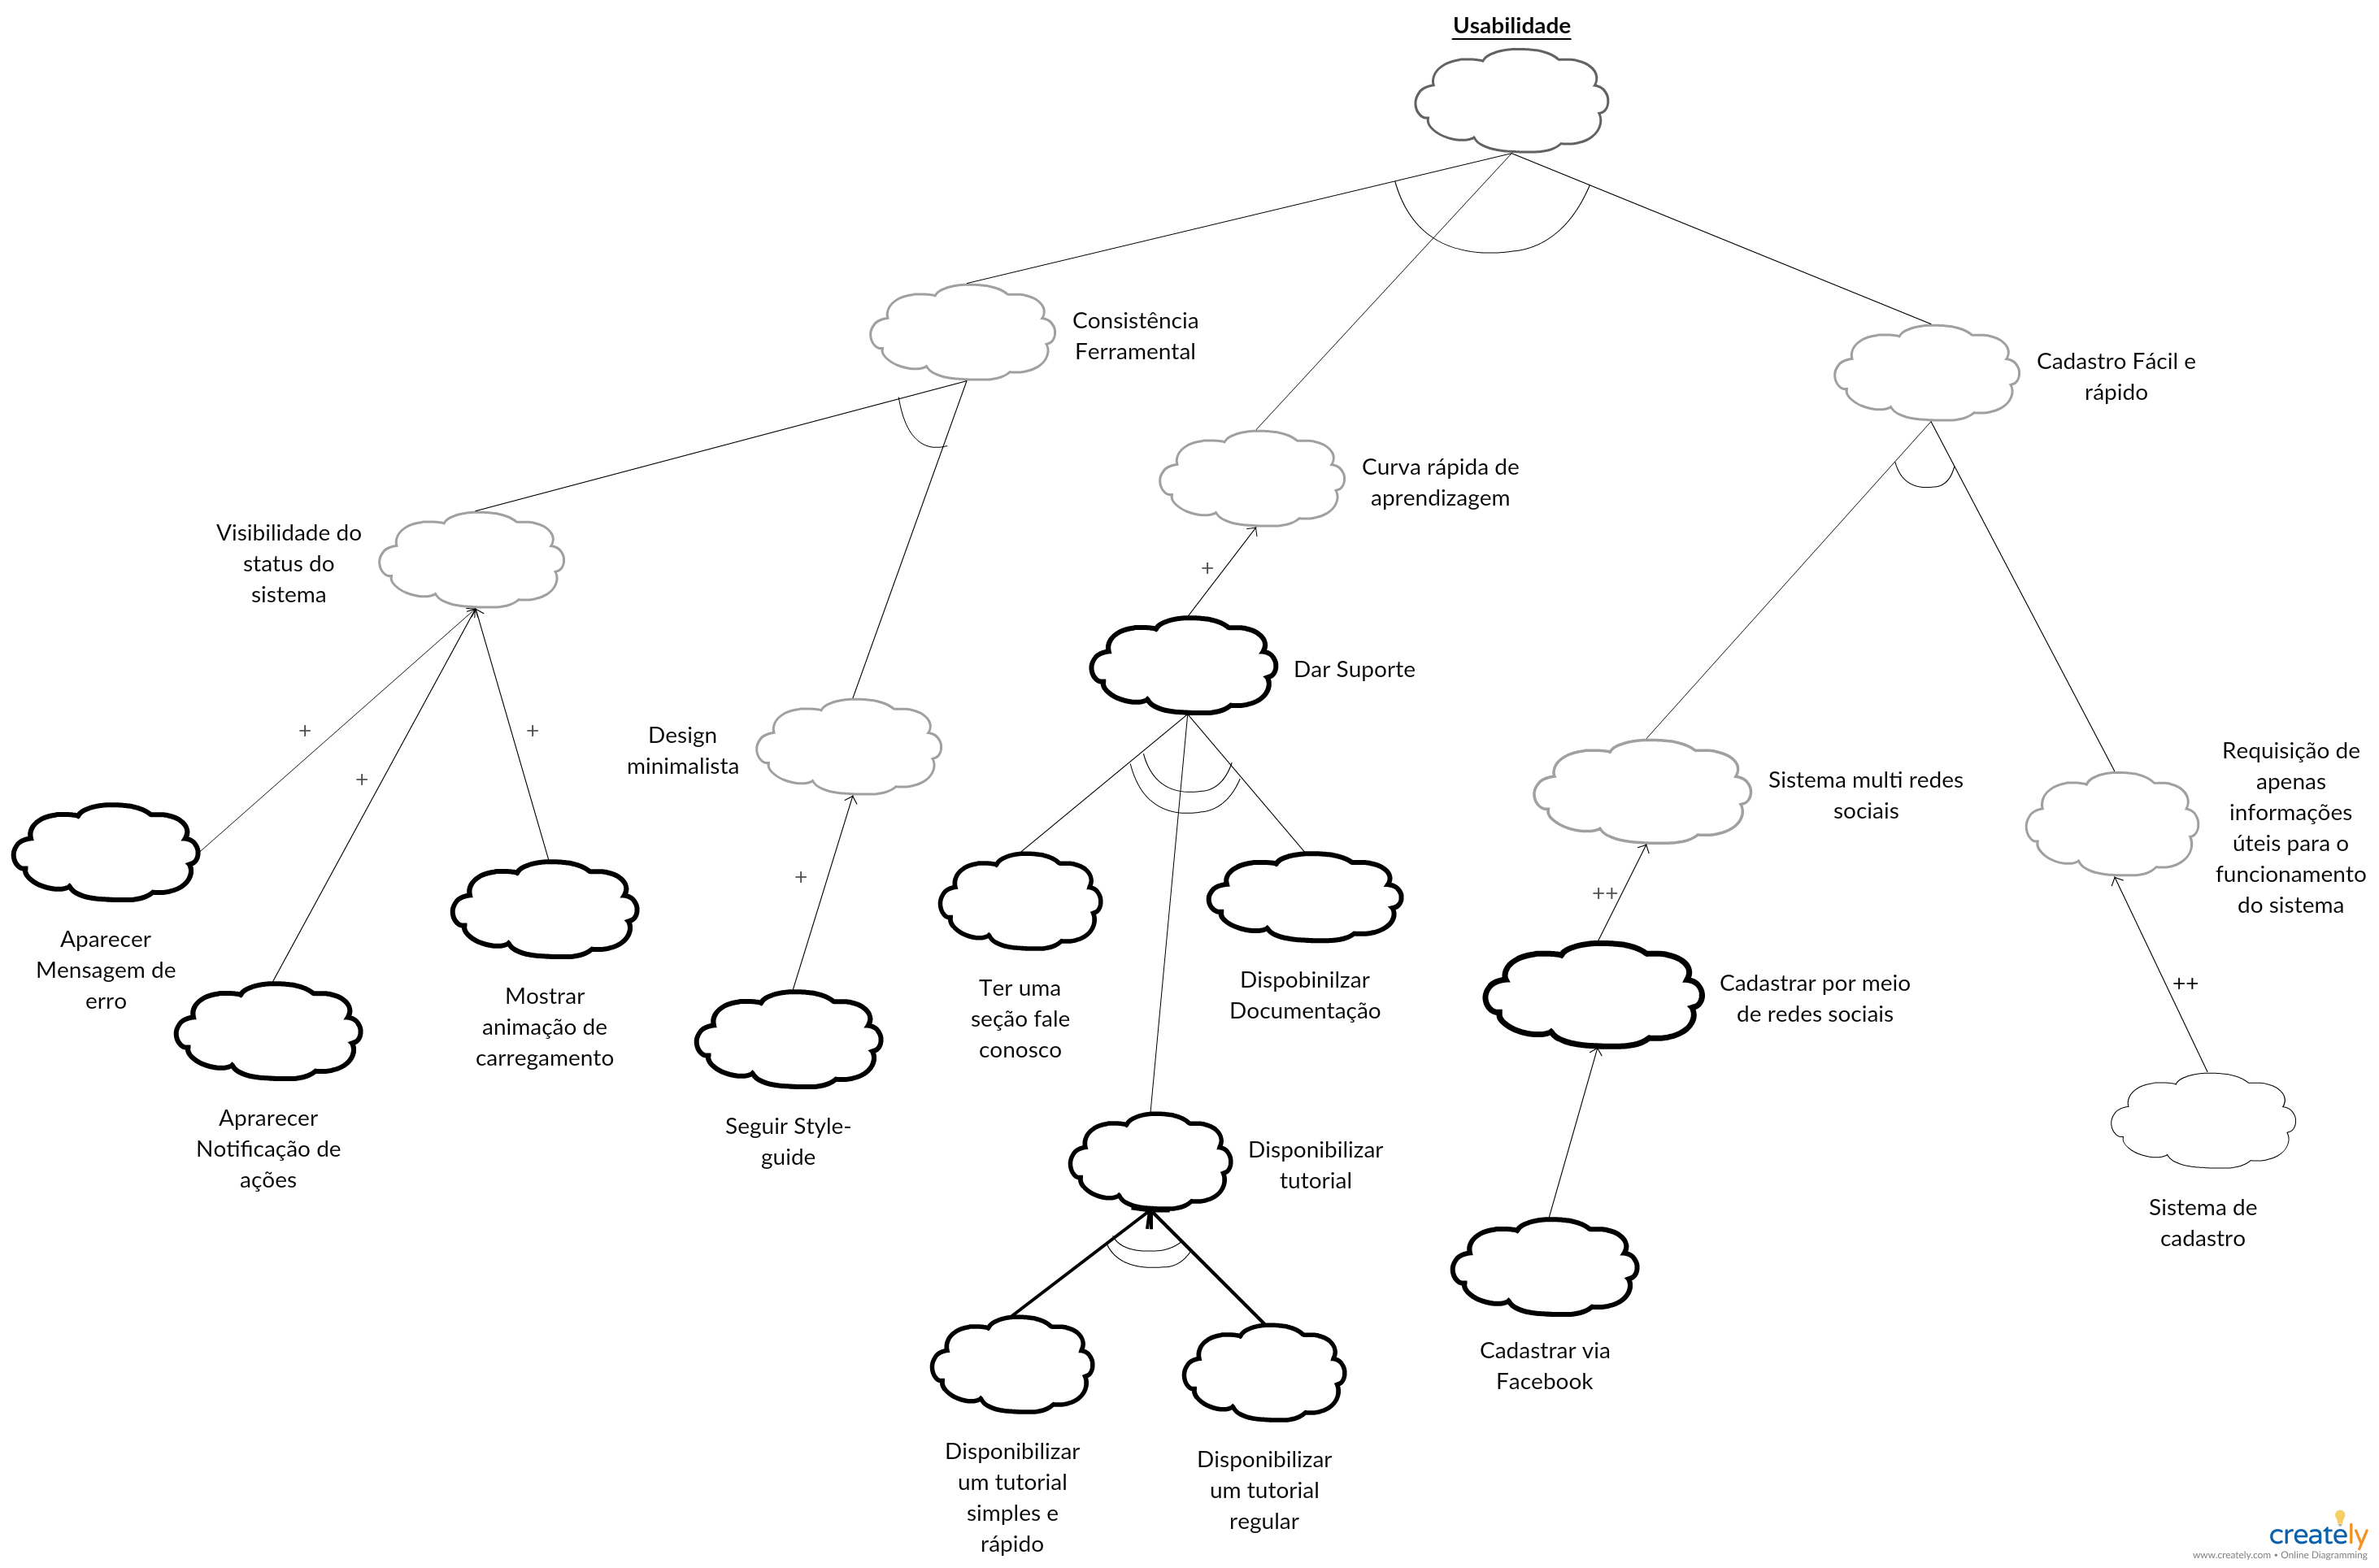 Usabilidade
Consistência
Ferramental
Cadastro Fácil e
rápido
Curva rápida de
aprendizagem
Visibilidade do
status do
sistema
+
Dar Suporte
Design
minimalista
+
+
+
Sistema multi redes
sociais
Requisição de
apenas
informações
úteis para o
funcionamento
do sistema
+
++
Aparecer
Mensagem de
erro
Mostrar
animação de
carregamento
Ter uma
seção fale
conosco
Dispobinilzar
Documentação
Cadastrar por meio
de redes sociais
++
Aprarecer
Notificação de
ações
Seguir Style-
guide
Disponibilizar
tutorial
Sistema de
cadastro
Cadastrar via
Facebook
Disponibilizar
um tutorial
simples e
rápido
Disponibilizar
um tutorial
regular
creately
www.creately.com • Online Diagramming